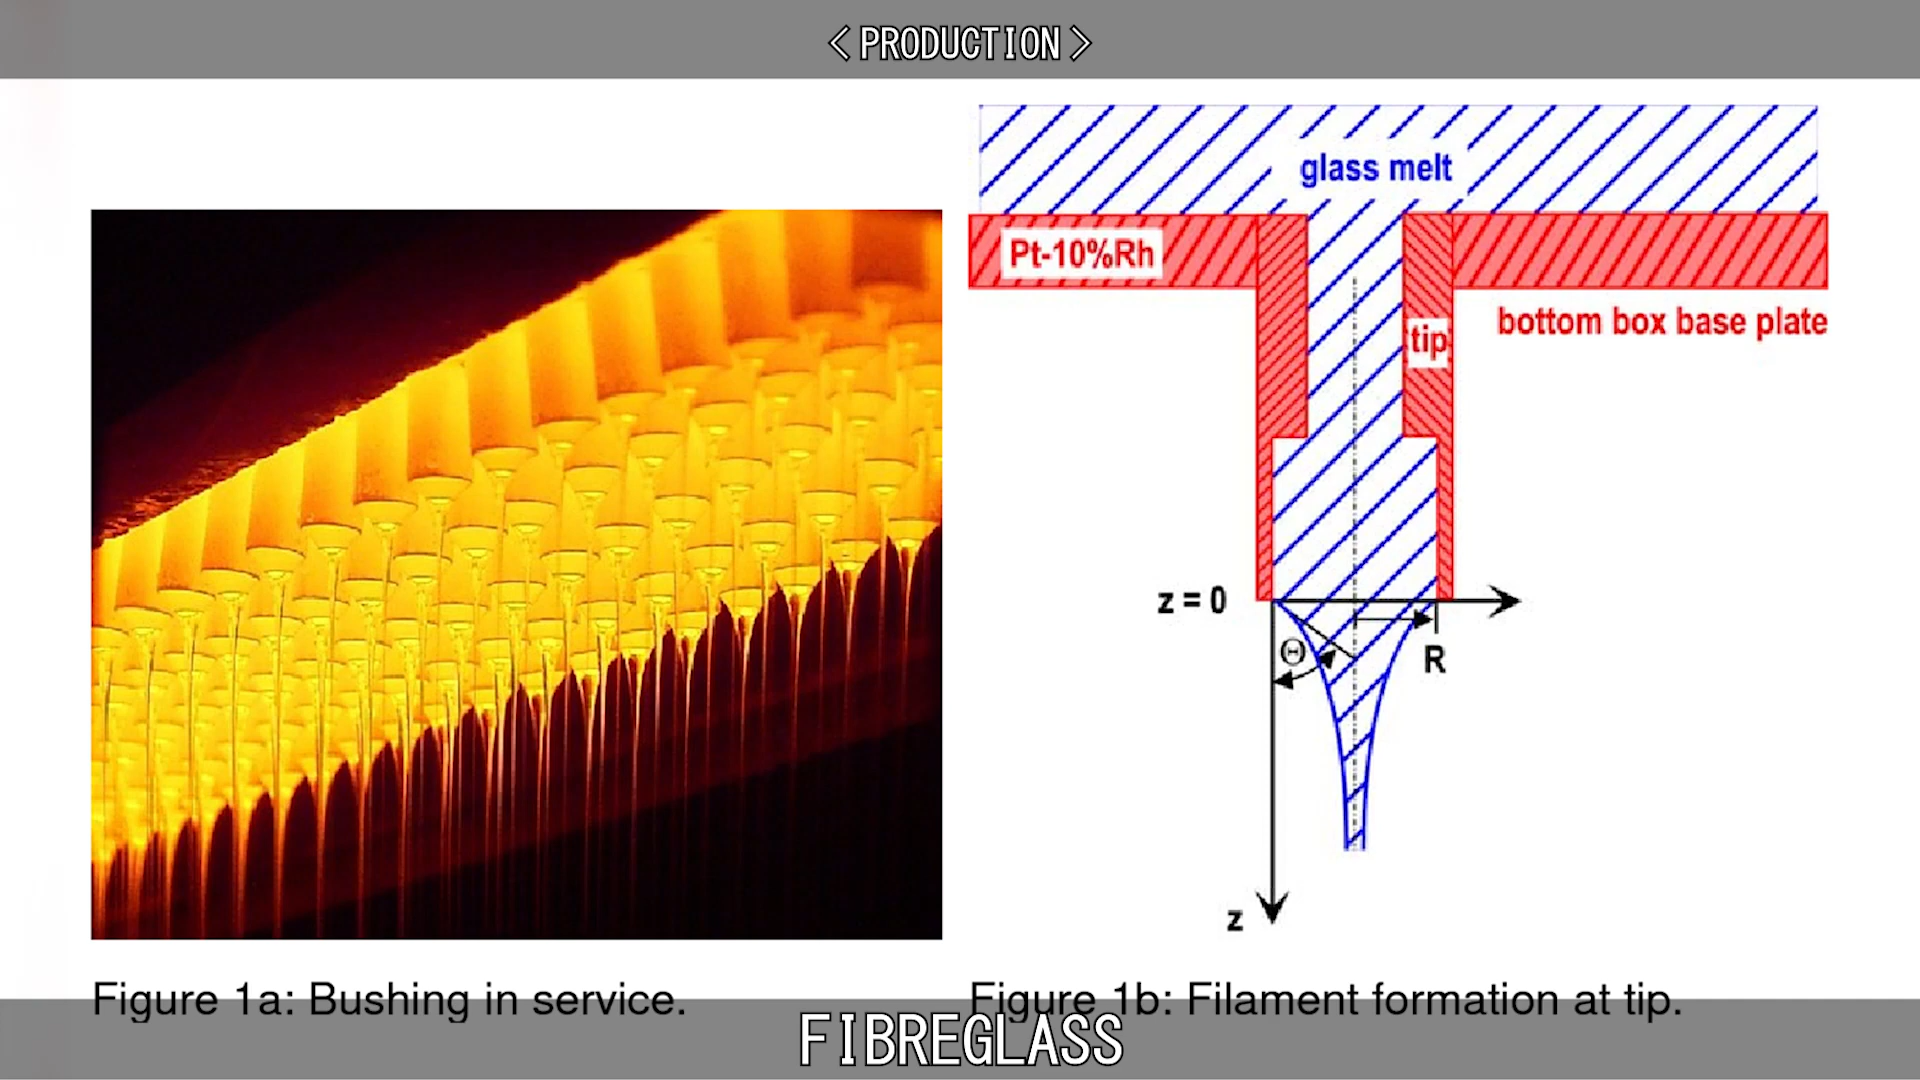 <PRODUCTION>
glass melt
Pt-10%Rh
tip
bottom box base plate
z = 0
Θ
R
z
Figure 1a: Bushing in service.
Figure 1b: Filament formation at tip.
FIBREGLASS